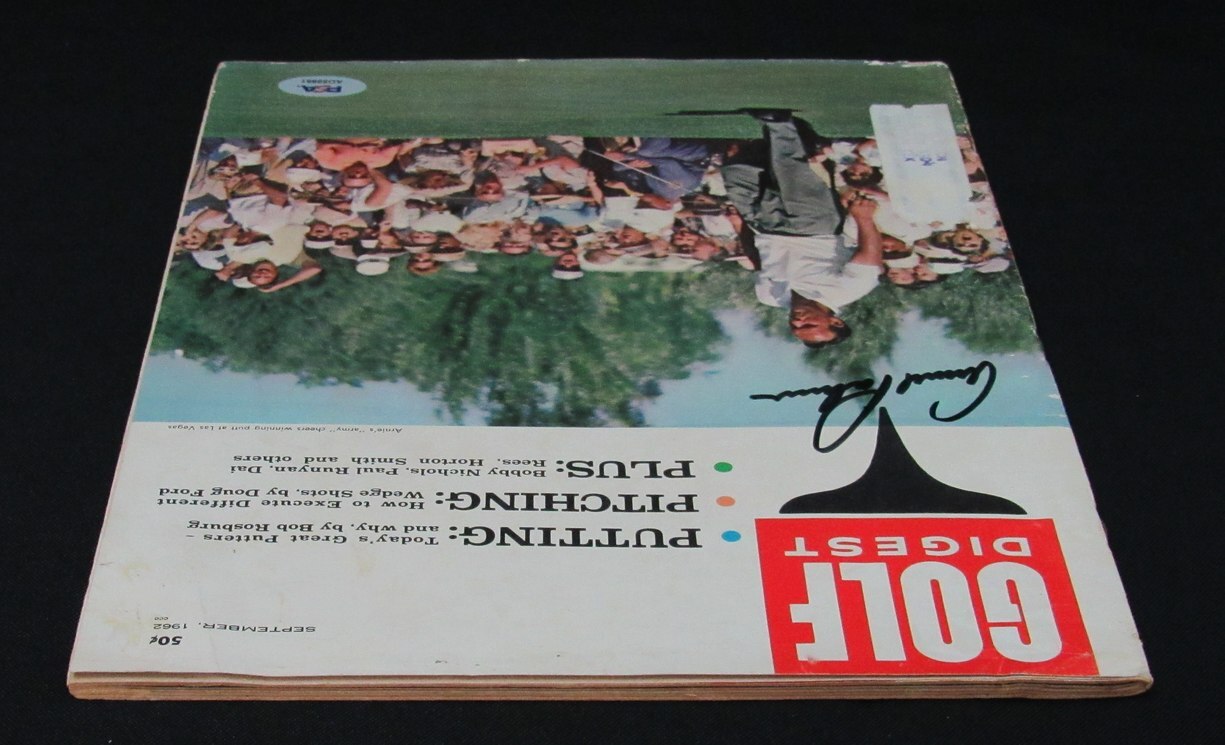 GOLF
DIGEST
SEPTEMBER, 1962
50¢
• PUTTING: Today's Great Putters –
and why, by Bob Rosburg
• PITCHING: How to Execute Different
Wedge Shots, by Doug Ford
• PLUS: Bobby Nichols, Paul Runyan, Dai
Rees, Horton Smith and others
Arnie's "army" cheers winning putt at Las Vegas
Arnold Palmer
PSA